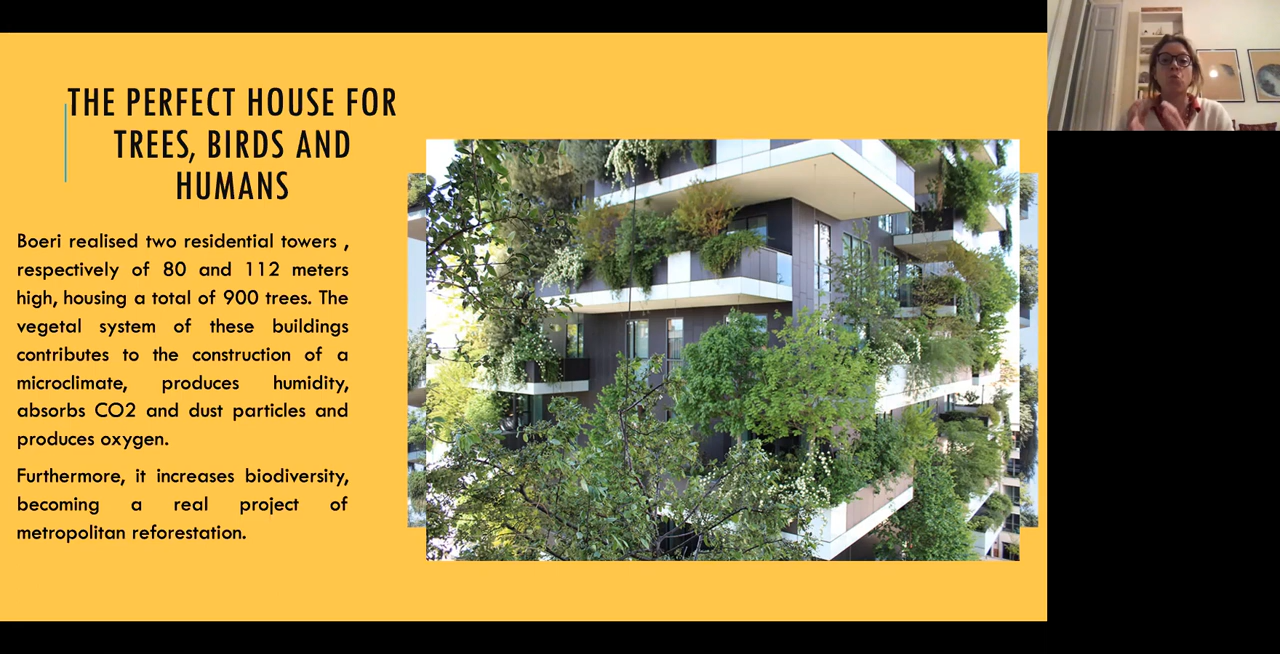 THE PERFECT HOUSE FOR
TREES, BIRDS AND
HUMANS
Boeri realised two residential towers ,
respectively of 80 and 112 meters
high, housing a total of 900 trees. The
vegetal system of these buildings
contributes to the construction of a
microclimate, produces humidity,
absorbs CO2 and dust particles and
produces oxygen.
Furthermore, it increases biodiversity,
becoming a real project of
metropolitan reforestation.